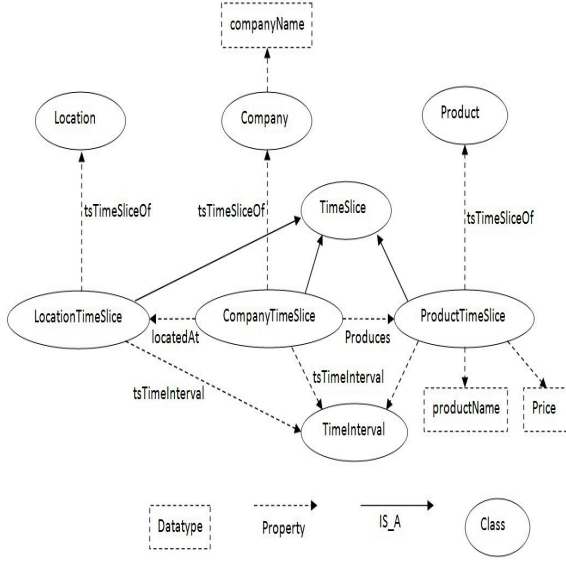 companyName
Location
Company
Product
tsTimeSliceOf
tsTimeSliceOf
TimeSlice
tsTimeSliceOf
LocationTimeSlice
CompanyTimeSlice
ProductTimeSlice
locatedAt
Produces
tsTimeInterval
tsTimeInterval
productName
Price
TimeInterval
Datatype
Property
IS_A
Class